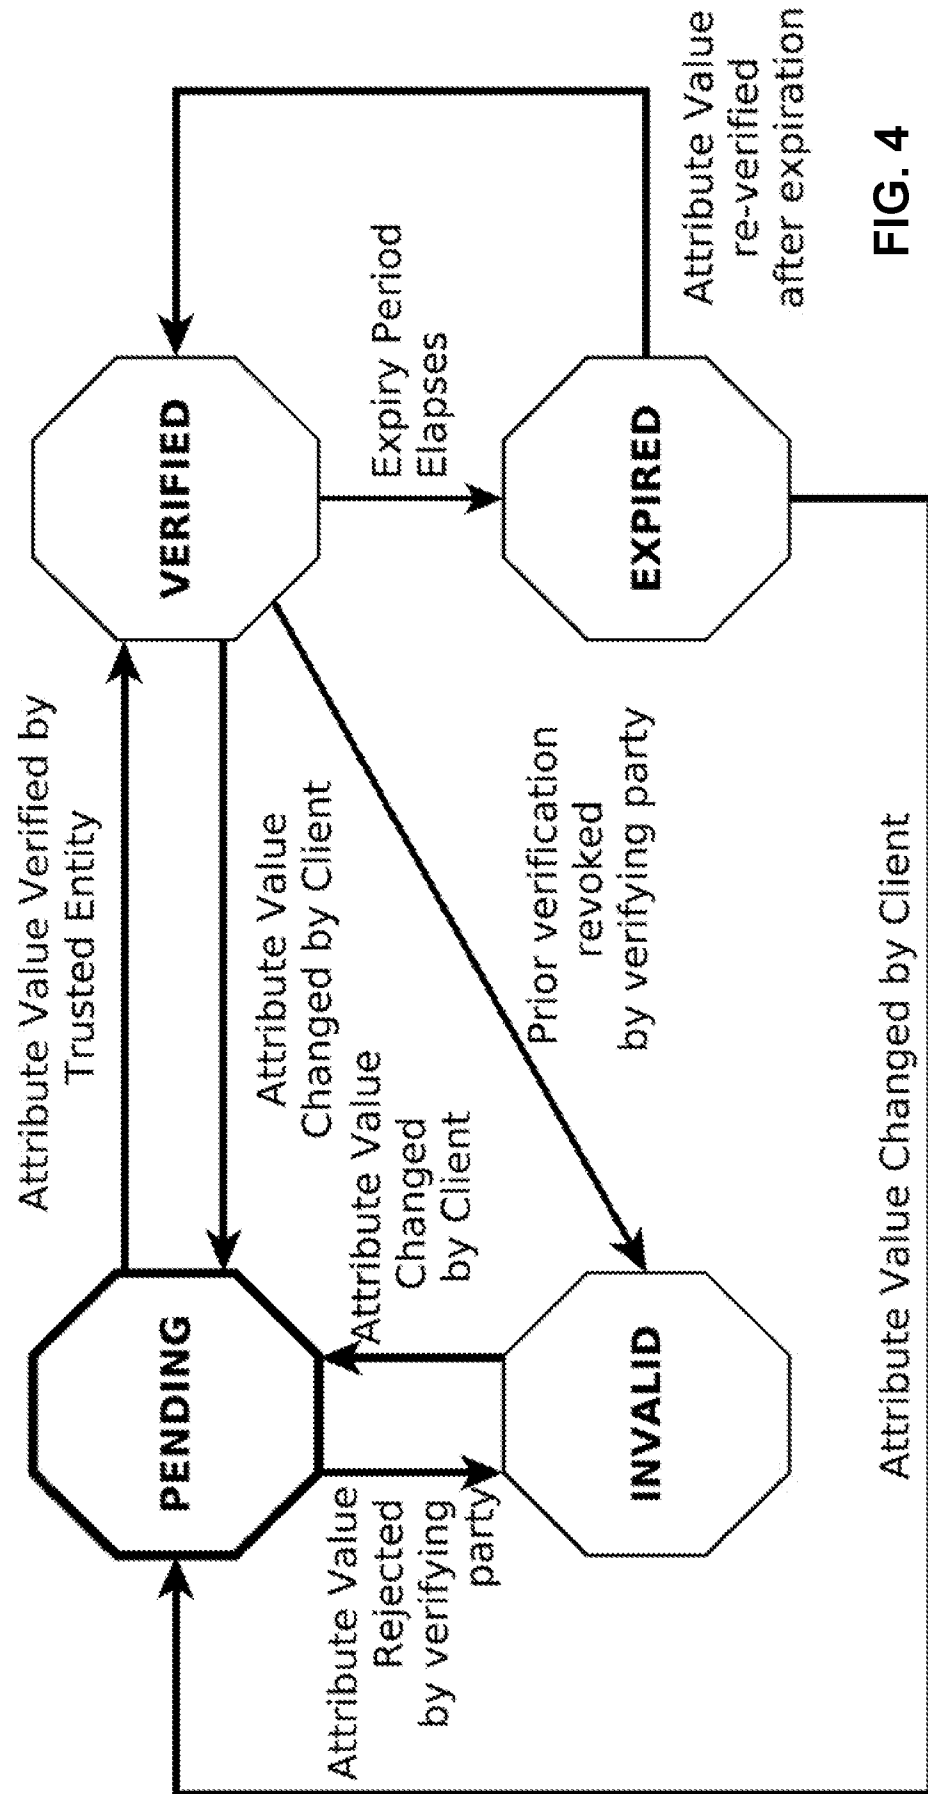 Attribute Value Verified by
Trusted Entity
PENDING
VERIFIED
Attribute Value
Changed by Client
Attribute Value
Changed
by Client
Attribute Value
Rejected
by verifying
party
Expiry Period
Elapses
Prior verification
revoked
by verifying party
INVALID
EXPIRED
Attribute Value
re-verified
after expiration
Attribute Value Changed by Client
FIG. 4